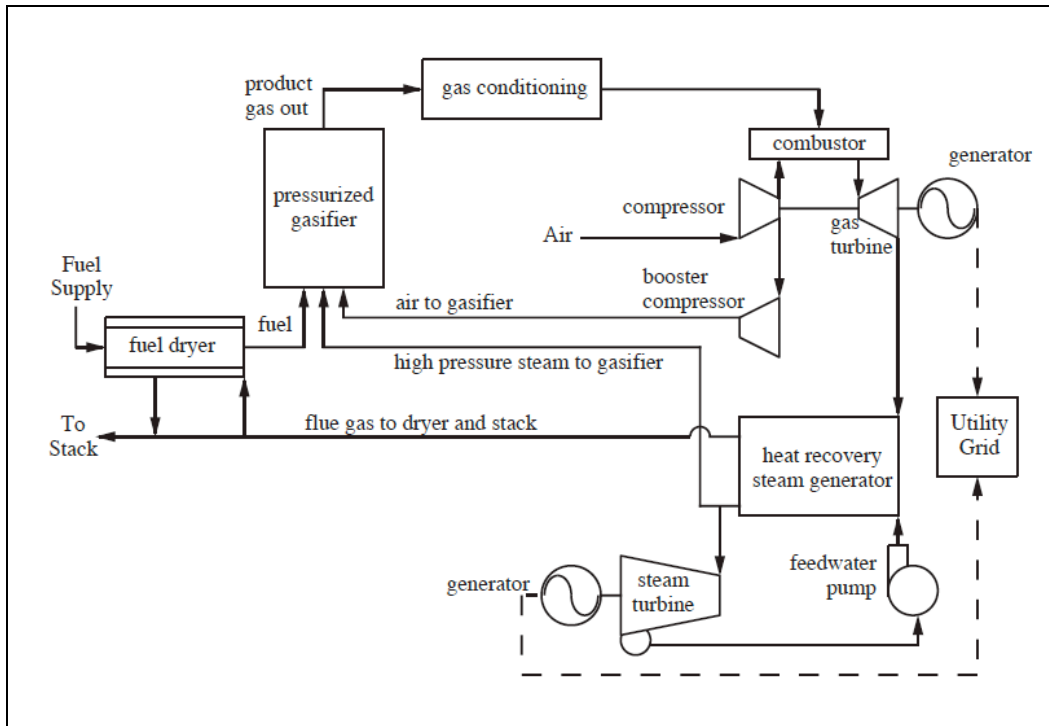 product
gas out
gas conditioning
combustor
generator
pressurized
gasifier
compressor
gas
turbine
Air
Fuel
Supply
booster
compressor
air to gasifier
fuel
fuel dryer
high pressure steam to gasifier
To
Stack
flue gas to dryer and stack
heat recovery
steam generator
Utility
Grid
generator
steam
turbine
feedwater
pump